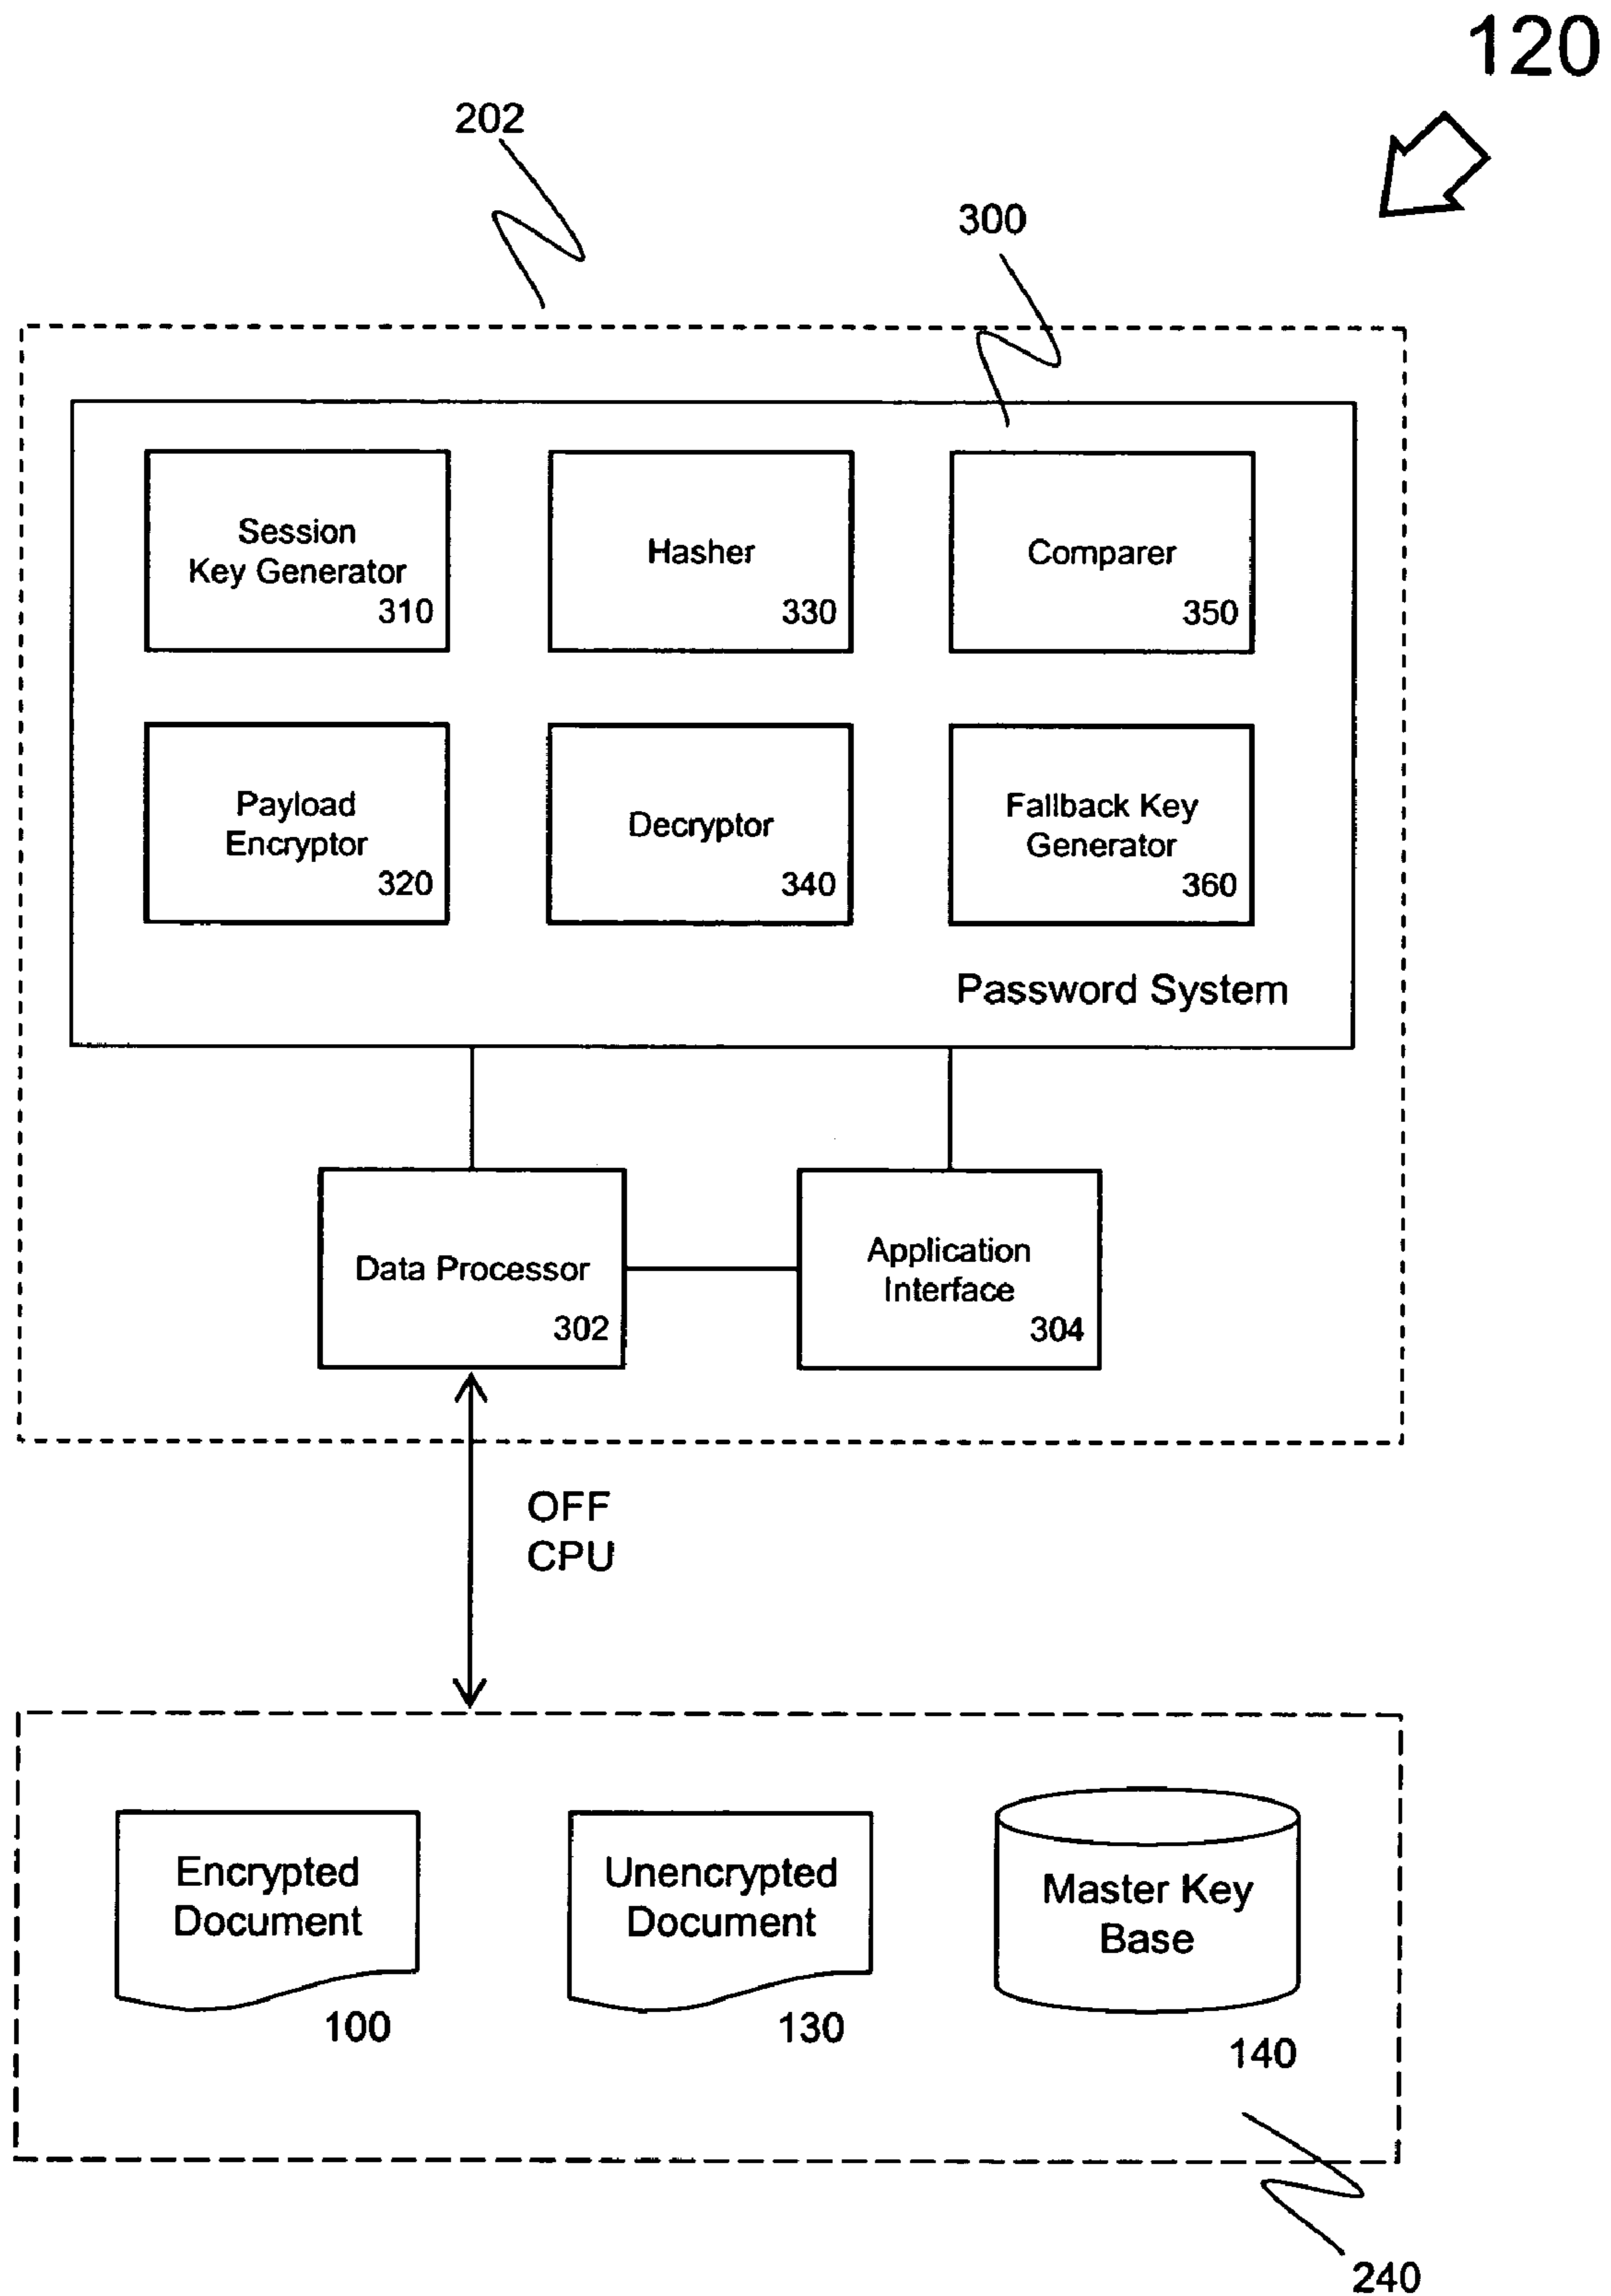 120
202
300
Session
Key Generator
310
Hasher
330
Comparer
350
Payload
Encryptor
320
Decryptor
340
Fallback Key
Generator
360
Password System
Data Processor
302
Application
Interface
304
OFF
CPU
Encrypted
Document
100
Unencrypted
Document
130
Master Key
Base
140
240